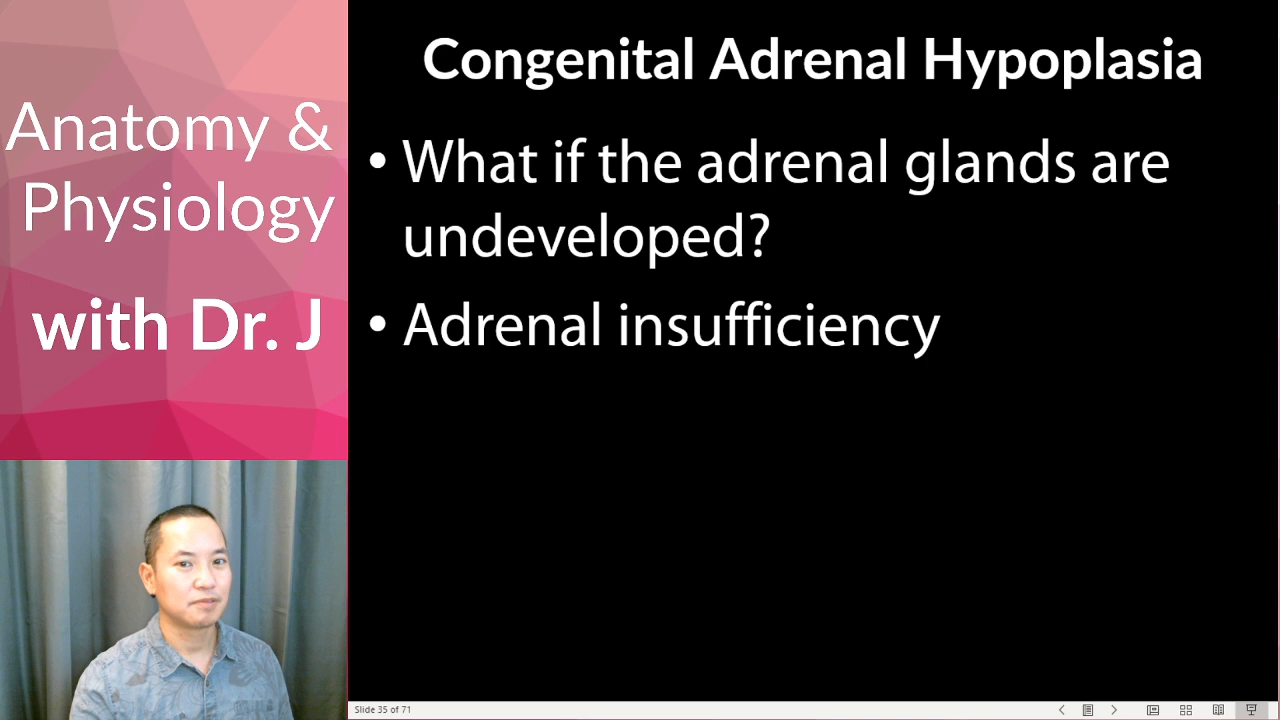 Anatomy &
Physiology
with Dr. J
Congenital Adrenal Hypoplasia
• What if the adrenal glands are
undeveloped?
• Adrenal insufficiency
Slide 35 of 71